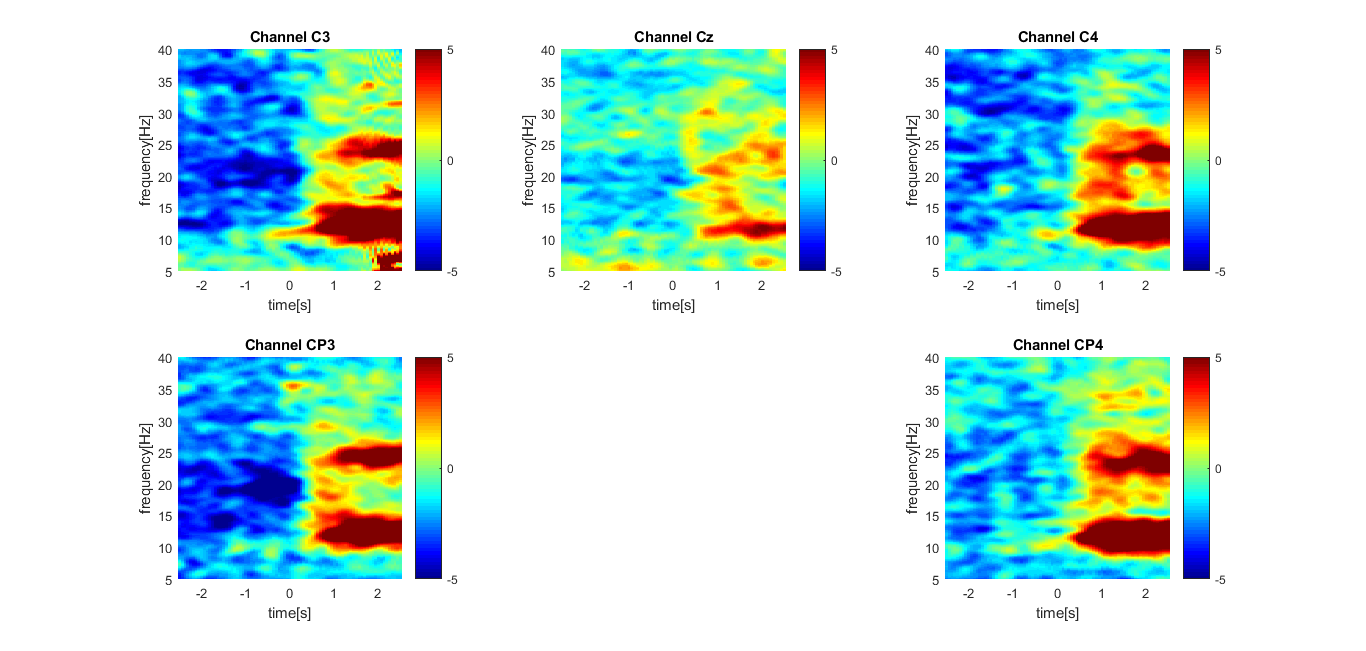 Channel C3
40
35
30
25
20
15
10
5
frequency[Hz]
-2 -1 0 1 2
time[s]
5
0
-5
Channel Cz
40
35
30
25
20
15
10
5
frequency[Hz]
-2 -1 0 1 2
time[s]
5
0
-5
Channel C4
40
35
30
25
20
15
10
5
frequency[Hz]
-2 -1 0 1 2
time[s]
5
0
-5
Channel CP3
40
35
30
25
20
15
10
5
frequency[Hz]
-2 -1 0 1 2
time[s]
5
0
-5
Channel CP4
40
35
30
25
20
15
10
5
frequency[Hz]
-2 -1 0 1 2
time[s]
5
0
-5